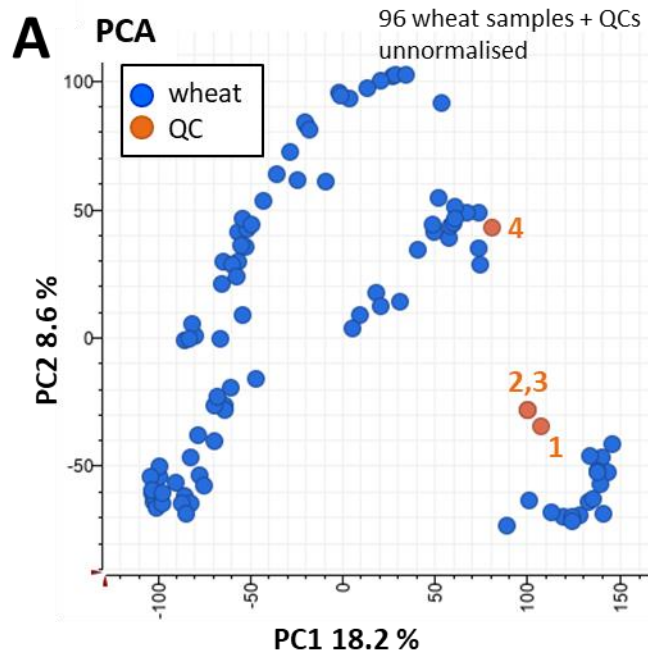 A PCA
96 wheat samples + QCs
unnormalised
wheat
QC
100
50
0
-50
4
2,3
1
PC2 8.6 %
-100
-50
0
50
100
150
PC1 18.2 %